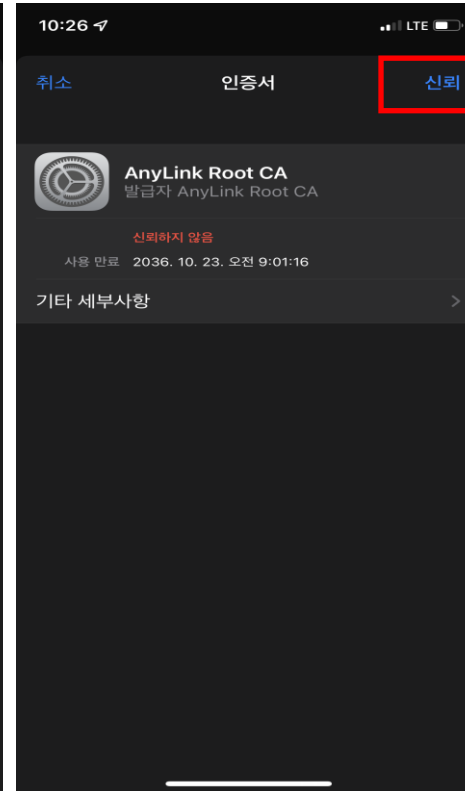 10:26 LTE
취소 인증서 신뢰
AnyLink Root CA
발급자 AnyLink Root CA
신뢰하지 않음
사용 만료 2036. 10. 23. 오전 9:01:16
기타 세부사항